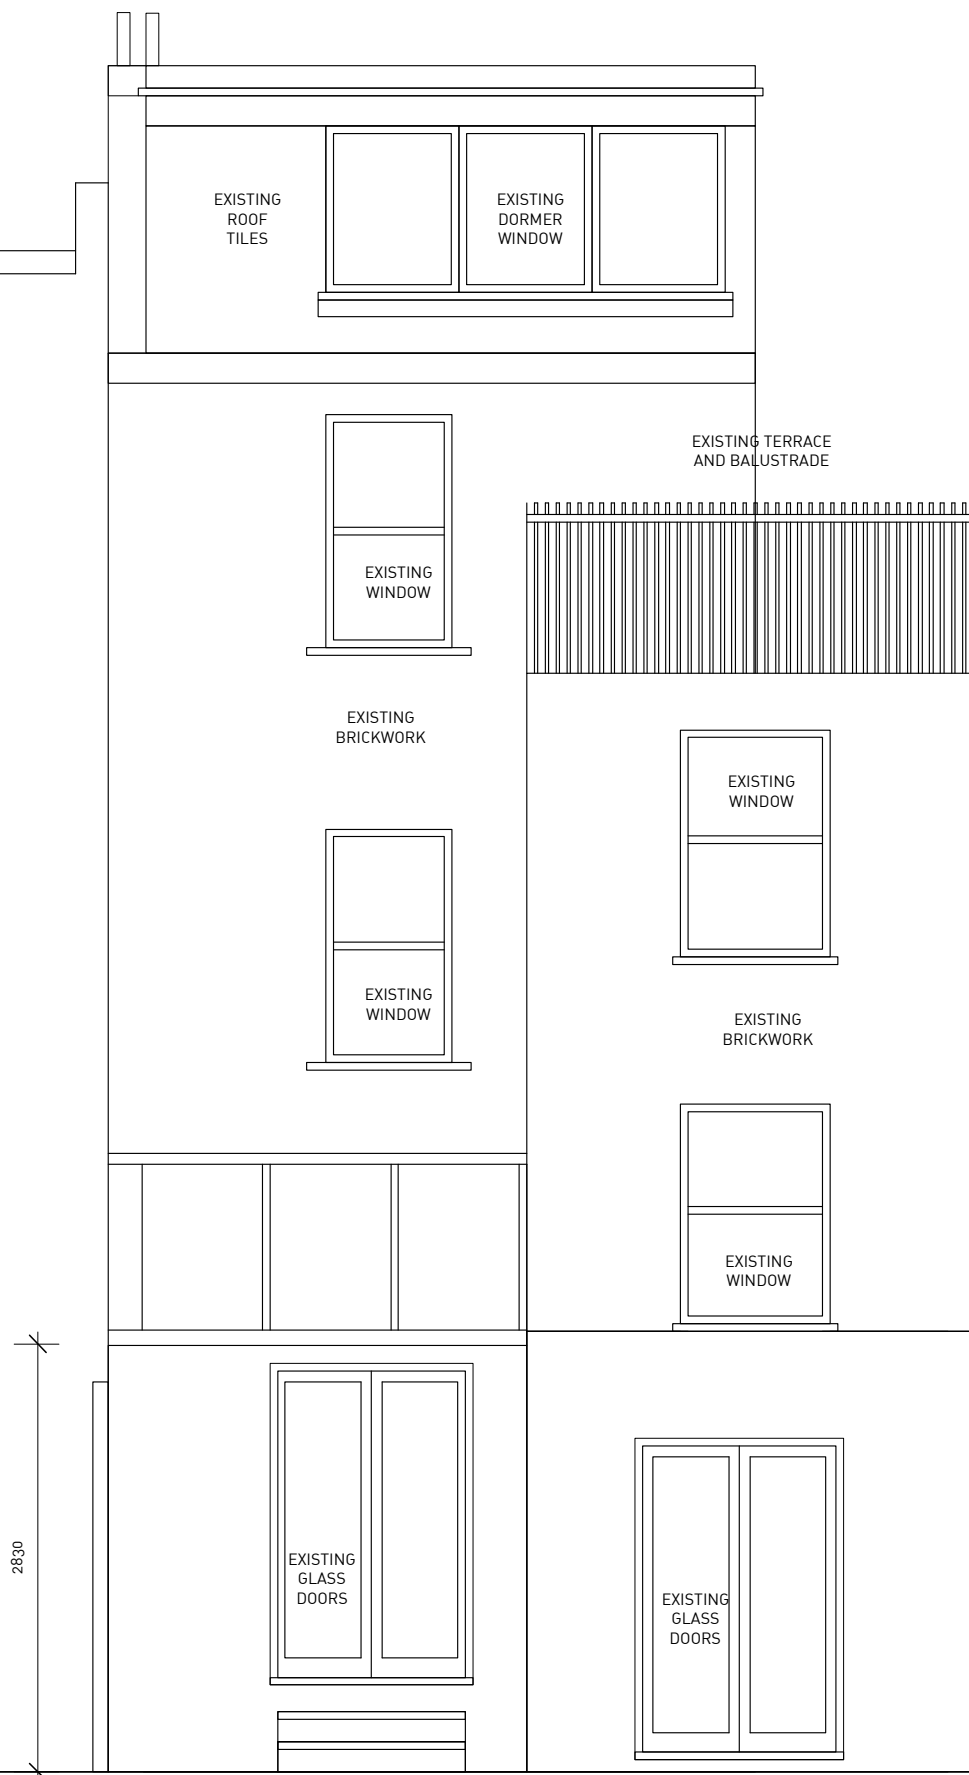 EXISTING
ROOF
TILES
EXISTING
DORMER
WINDOW
EXISTING TERRACE
AND BALUSTRADE
EXISTING
WINDOW
EXISTING
BRICKWORK
EXISTING
WINDOW
EXISTING
WINDOW
EXISTING
BRICKWORK
EXISTING
WINDOW
2830
EXISTING
GLASS
DOORS
EXISTING
GLASS
DOORS